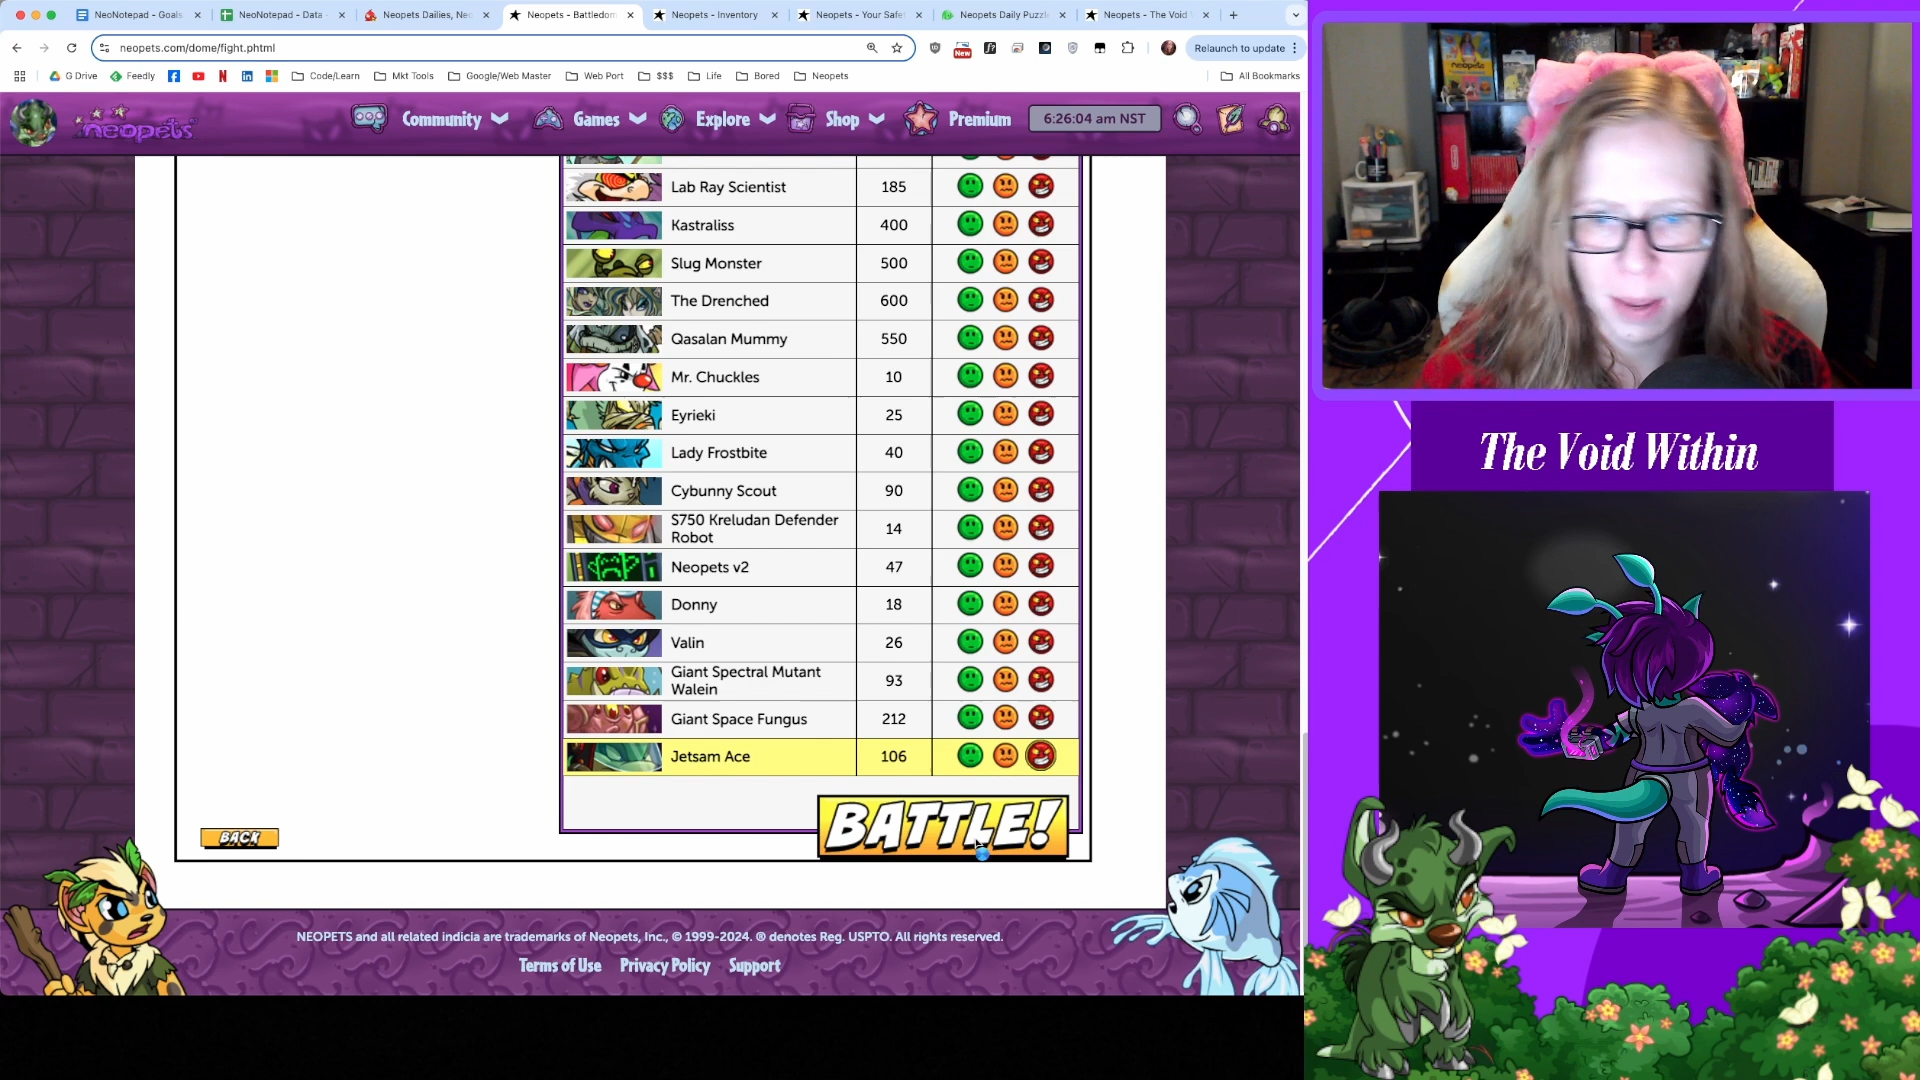 NeoNotepad - Goals
NeoNotepad - Data
Neopets Dailies, Neo
Neopets - Battledom
Neopets - Inventory
Neopets - Your Safe
Neopets Daily Puzzle
Neopets - The Void
neopets.com/dome/fight.phtml
New
Relaunch to update
G Drive
Feedly
Code/Learn
Mkt Tools
Google/Web Master
Web Port
$$$
Life
Bored
Neopets
All Bookmarks
neopets
Community
Games
Explore
Shop
Premium
6:26:04 am NST
Lab Ray Scientist 185
Kastraliss 400
Slug Monster 500
The Drenched 600
Qasalan Mummy 550
Mr. Chuckles 10
Eyrieki 25
Lady Frostbite 40
Cybunny Scout 90
S750 Kreludan Defender
Robot 14
Neopets v2 47
Donny 18
Valin 26
Giant Spectral Mutant
Walein 93
Giant Space Fungus 212
Jetsam Ace 106
BATTLE!
BACK
NEOPETS and all related indicia are trademarks of Neopets, Inc., © 1999-2024. ® denotes Reg. USPTO. All rights reserved.
Terms of Use Privacy Policy Support
The Void Within